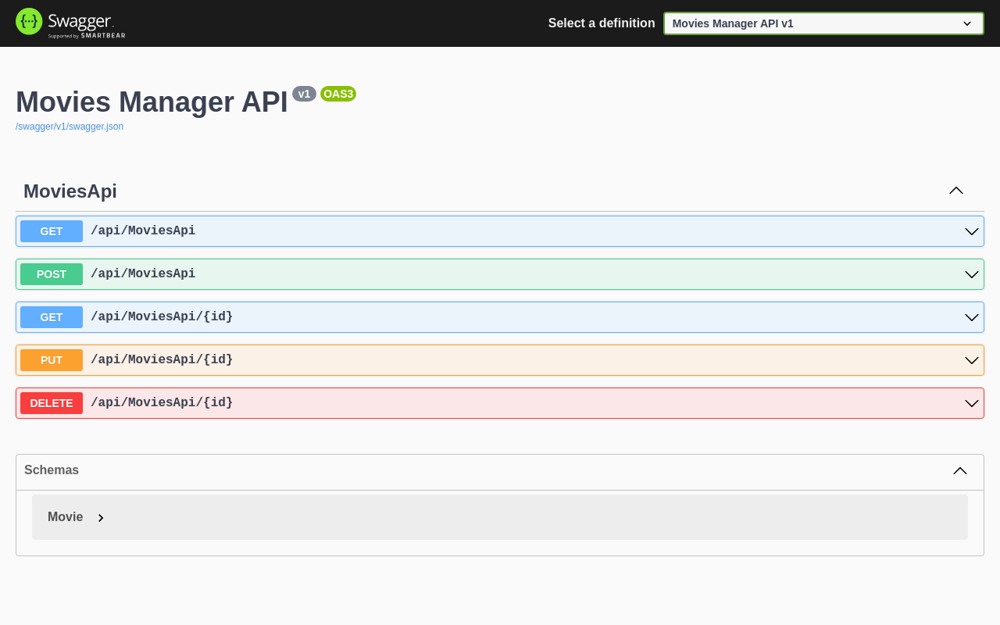 Swagger
Supported by SMARTBEAR
Select a definition
Movies Manager API v1
Movies Manager API v1 OAS3
/swagger/v1/swagger.json
MoviesApi
GET /api/MoviesApi
POST /api/MoviesApi
GET /api/MoviesApi/{id}
PUT /api/MoviesApi/{id}
DELETE /api/MoviesApi/{id}
Schemas
Movie